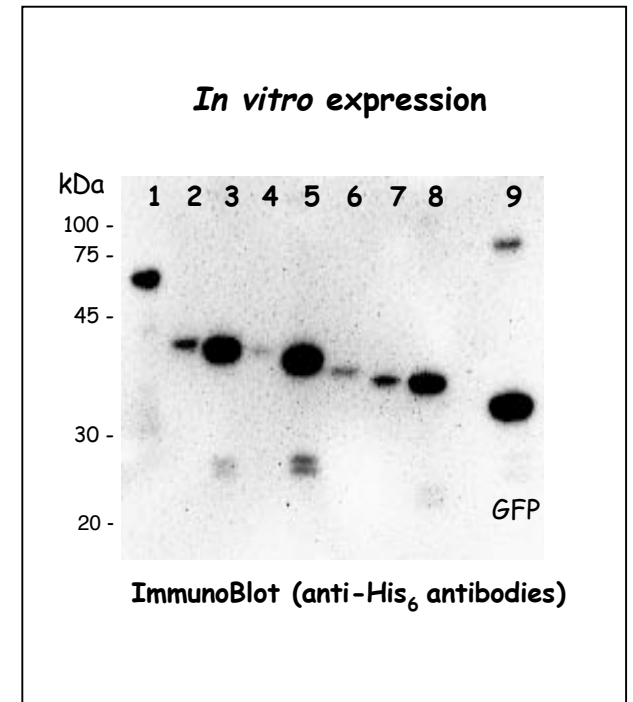 In vitro expression
kDa
1 2 3 4 5 6 7 8 9
100 -
75 -
45 -
30 -
20 -
GFP
ImmunoBlot (anti-His₆ antibodies)